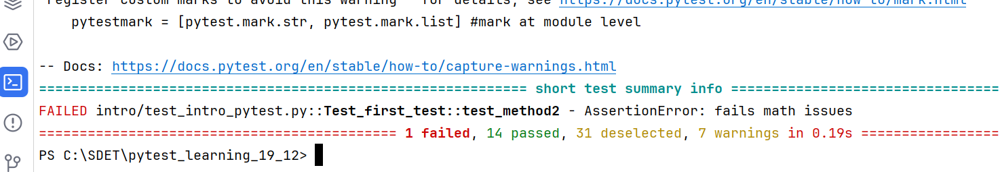 register custom marks to avoid this warning - for details, see https://docs.pytest.org/en/stable/how-to/mark.html
pytestmark = [pytest.mark.str, pytest.mark.list] #mark at module level
-- Docs: https://docs.pytest.org/en/stable/how-to/capture-warnings.html
============================================================ short test summary info =================================
FAILED intro/test_intro_pytest.py::Test_first_test::test_method2 - AssertionError: fails math issues
============================================ 1 failed, 14 passed, 31 deselected, 7 warnings in 0.19s =================
PS C:\SDET\pytest_learning_19_12>